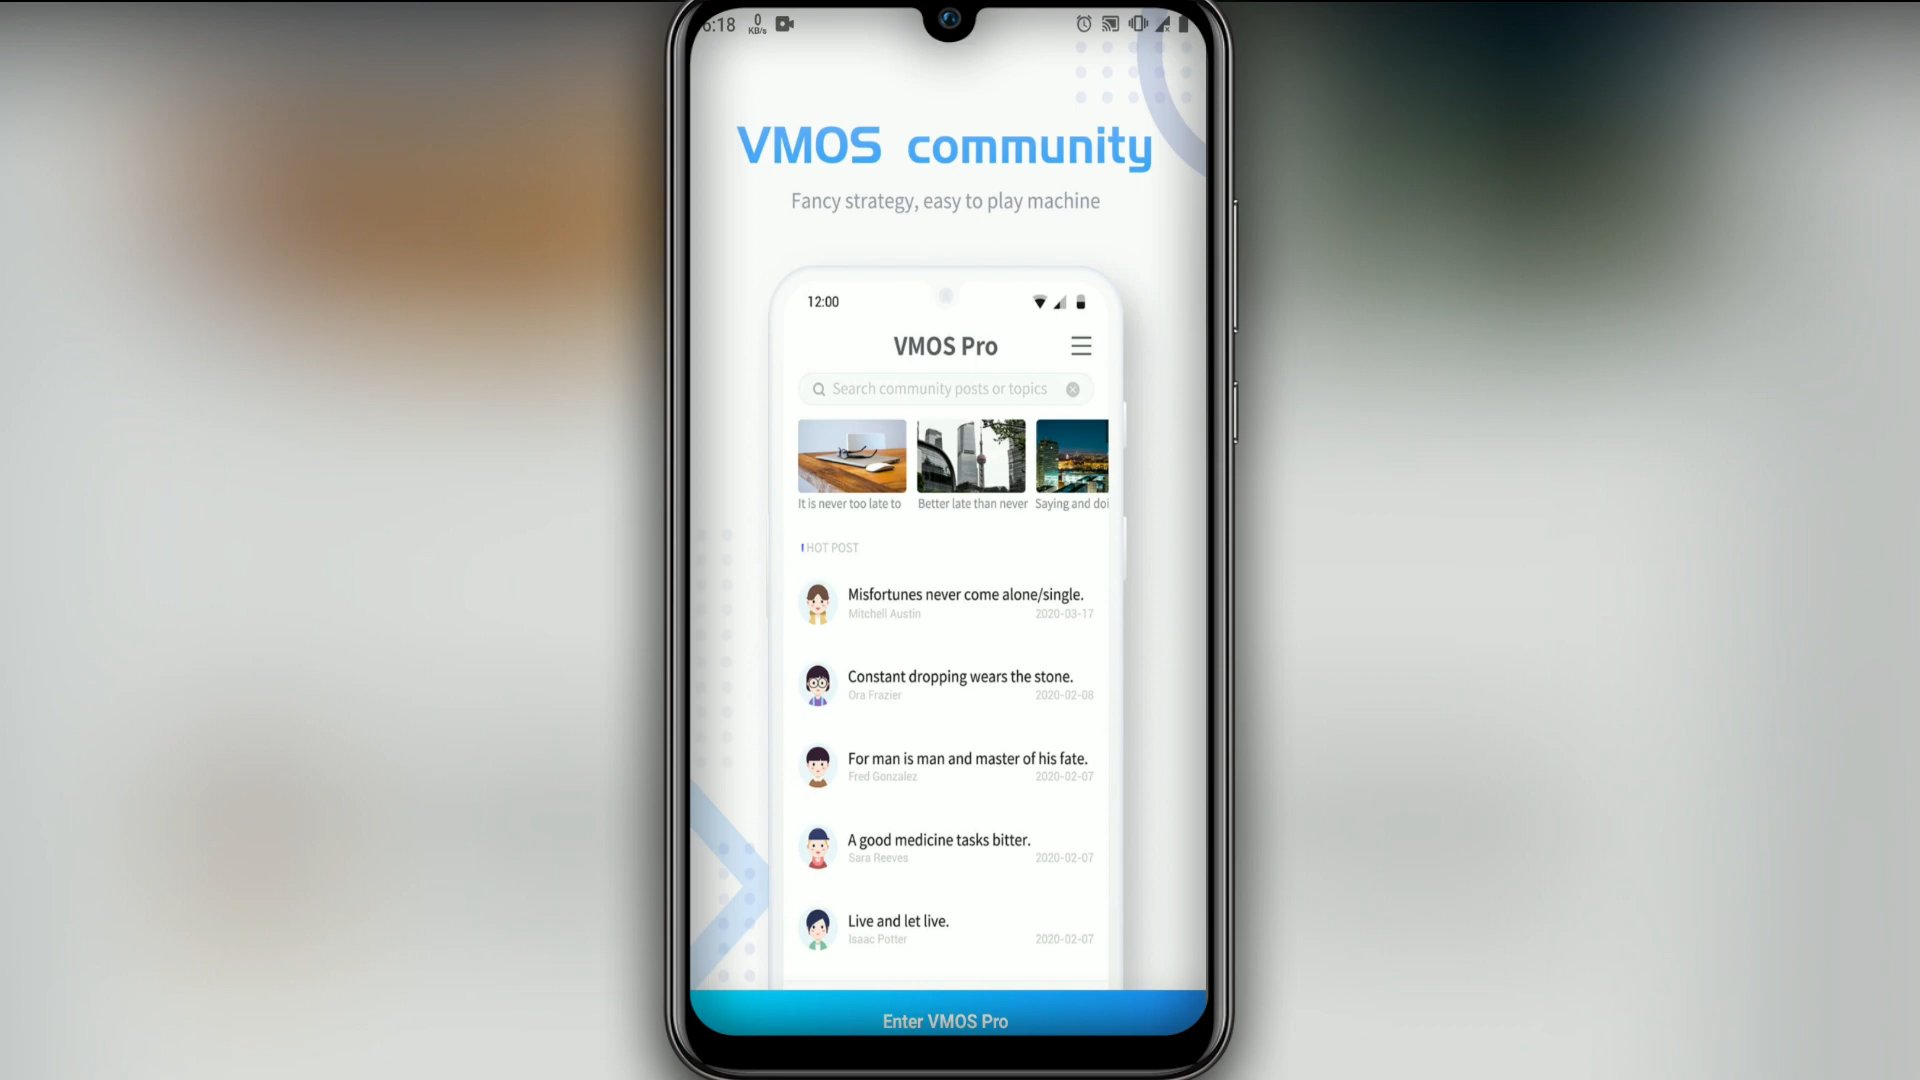 6:18 0 KB/s
VMOS community
Fancy strategy, easy to play machine
12:00
VMOS Pro
Search community posts or topics
It is never too late to Better late than never Saying and doi
HOT POST
Misfortunes never come alone/single.
Mitchell Austin 2020-03-17
Constant dropping wears the stone.
Ora Frazier 2020-02-08
For man is man and master of his fate.
Fred Gonzalez 2020-02-07
A good medicine tasks bitter.
Sara Reeves 2020-02-07
Live and let live.
Isaac Potter 2020-02-07
Enter VMOS Pro